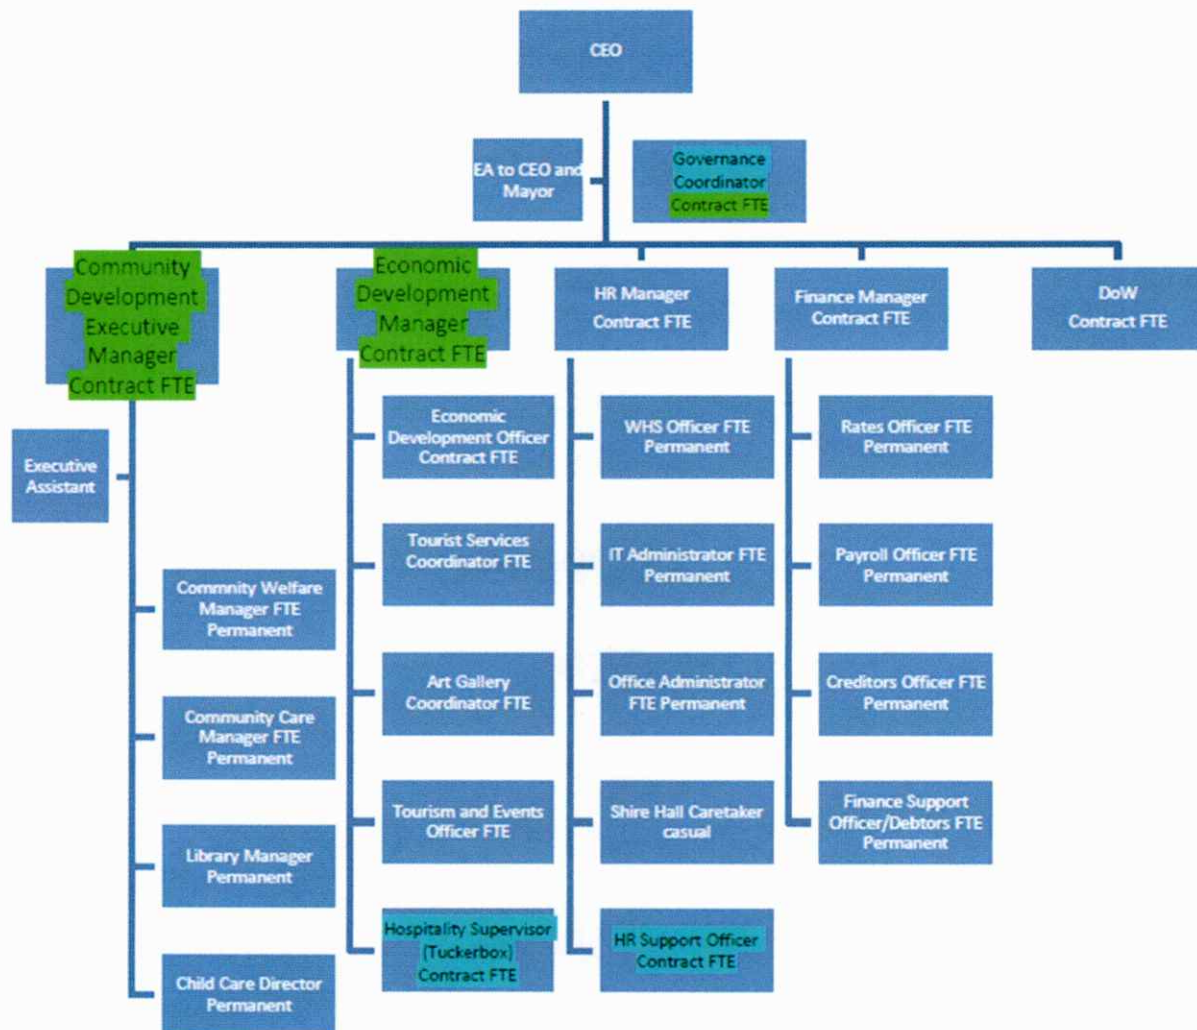 CEO
EA to CEO and
Mayor
Governance
Coordinator
Contract FTE
Community
Development
Executive
Manager
Contract FTE
Economic
Development
Manager
Contract FTE
HR Manager
Contract FTE
Finance Manager
Contract FTE
DoW
Contract FTE
Executive
Assistant
Commnity Welfare
Manager FTE
Permanent
Community Care
Manager FTE
Permanent
Library Manager
Permanent
Child Care Director
Permanent
Economic
Development Officer
Contract FTE
Tourist Services
Coordinator FTE
Art Gallery
Coordinator FTE
Tourism and Events
Officer FTE
Hospitality Supervisor
(Tuckerbox)
Contract FTE
WHS Officer FTE
Permanent
IT Administrator FTE
Permanent
Office Administrator
FTE Permanent
Shire Hall Caretaker
casual
HR Support Officer
Contract FTE
Rates Officer FTE
Permanent
Payroll Officer FTE
Permanent
Creditors Officer FTE
Permanent
Finance Support
Officer/Debtors FTE
Permanent